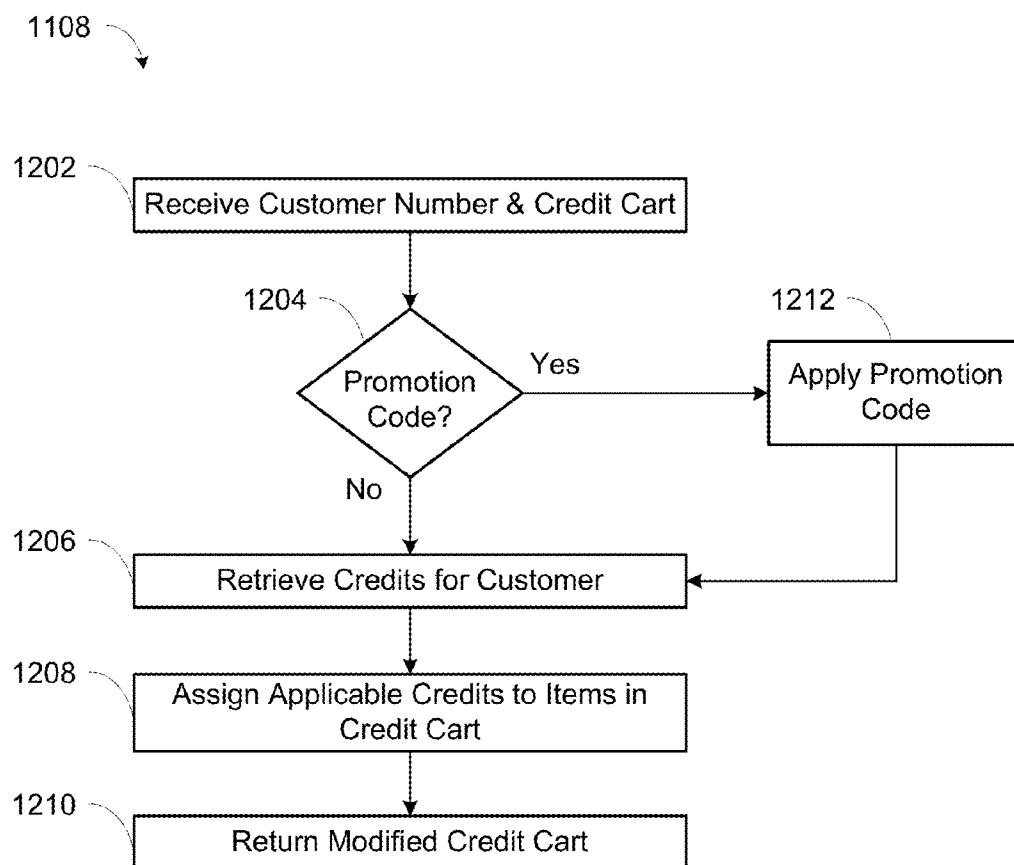 1108
1202
Receive Customer Number & Credit Cart
1204
1212
Promotion
Code?
Yes
Apply Promotion
Code
No
1206
Retrieve Credits for Customer
1208
Assign Applicable Credits to Items in
Credit Cart
1210
Return Modified Credit Cart